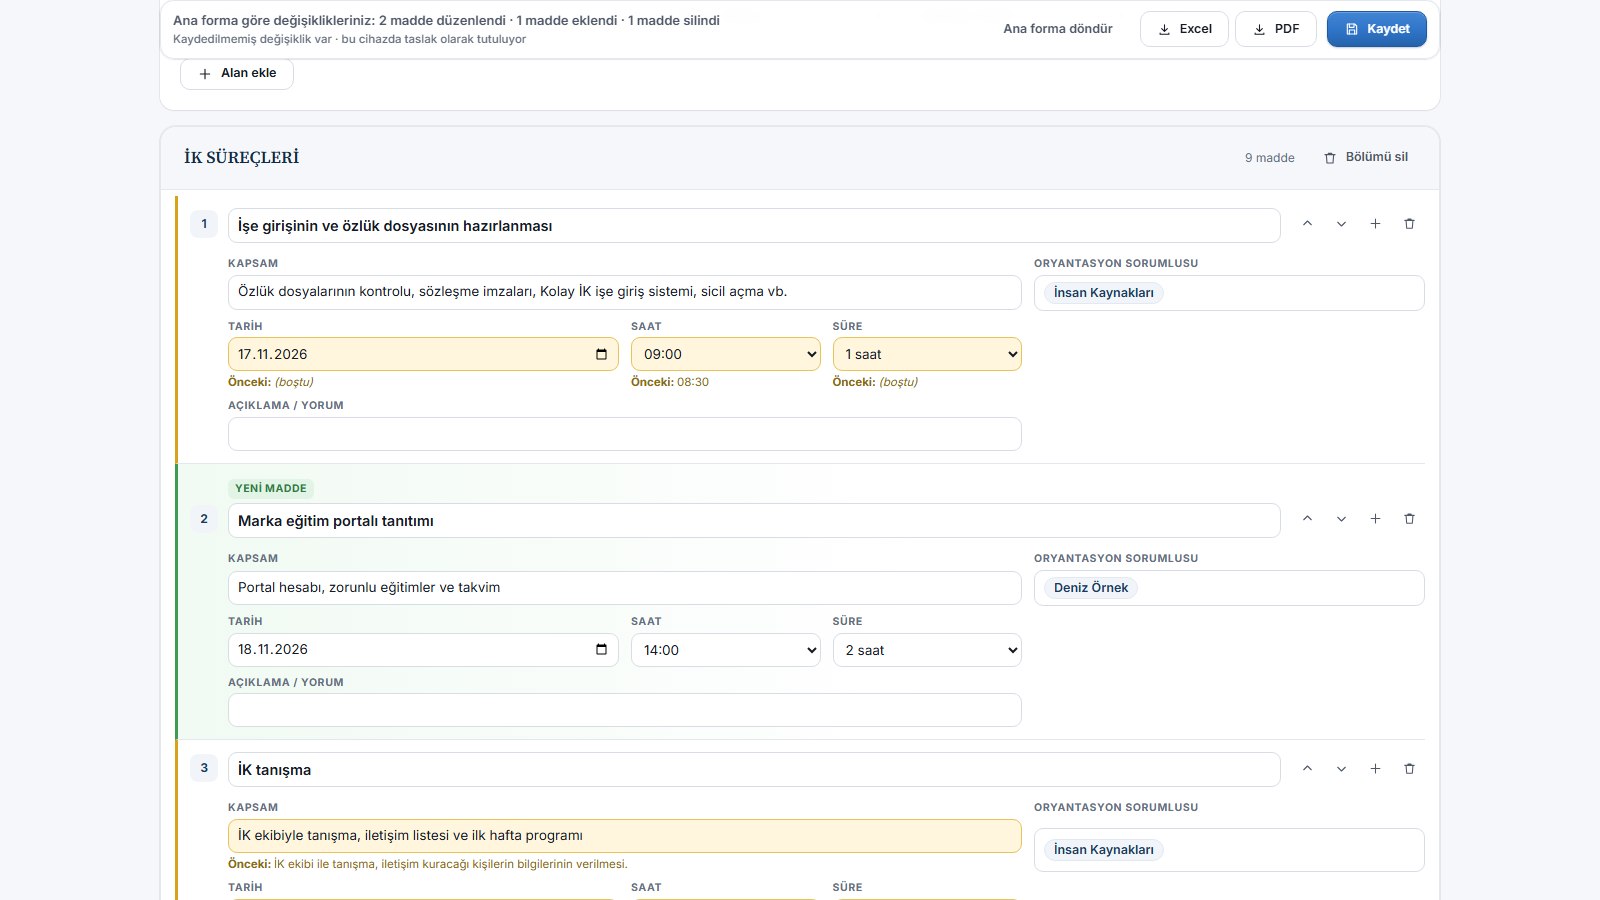 Ana forma göre değişiklikleriniz: 2 madde düzenlendi · 1 madde eklendi · 1 madde silindi
Kaydedilmemiş değişiklik var · bu cihazda taslak olarak tutuluyor
Ana forma döndür
Excel
PDF
Kaydet
Alan ekle
İK SÜREÇLERİ
9 madde
Bölümü sil
1
İşe girişinin ve özlük dosyasının hazırlanması
KAPSAM
ORYANTASYON SORUMLUSU
Özlük dosyalarının kontrolu, sözleşme imzaları, Kolay İK işe giriş sistemi, sicil açma vb.
İnsan Kaynakları
TARİH
SAAT
SÜRE
17.11.2026
09:00
1 saat
Önceki: (boştu)
Önceki: 08:30
Önceki: (boştu)
AÇIKLAMA / YORUM
YENİ MADDE
2
Marka eğitim portalı tanıtımı
KAPSAM
ORYANTASYON SORUMLUSU
Portal hesabı, zorunlu eğitimler ve takvim
Deniz Örnek
TARİH
SAAT
SÜRE
18.11.2026
14:00
2 saat
AÇIKLAMA / YORUM
3
İK tanışma
KAPSAM
ORYANTASYON SORUMLUSU
İK ekibiyle tanışma, iletişim listesi ve ilk hafta programı
İnsan Kaynakları
Önceki: İK ekibi ile tanışma, iletişim kuracağı kişilerin bilgilerinin verilmesi.
TARİH
SAAT
SÜRE